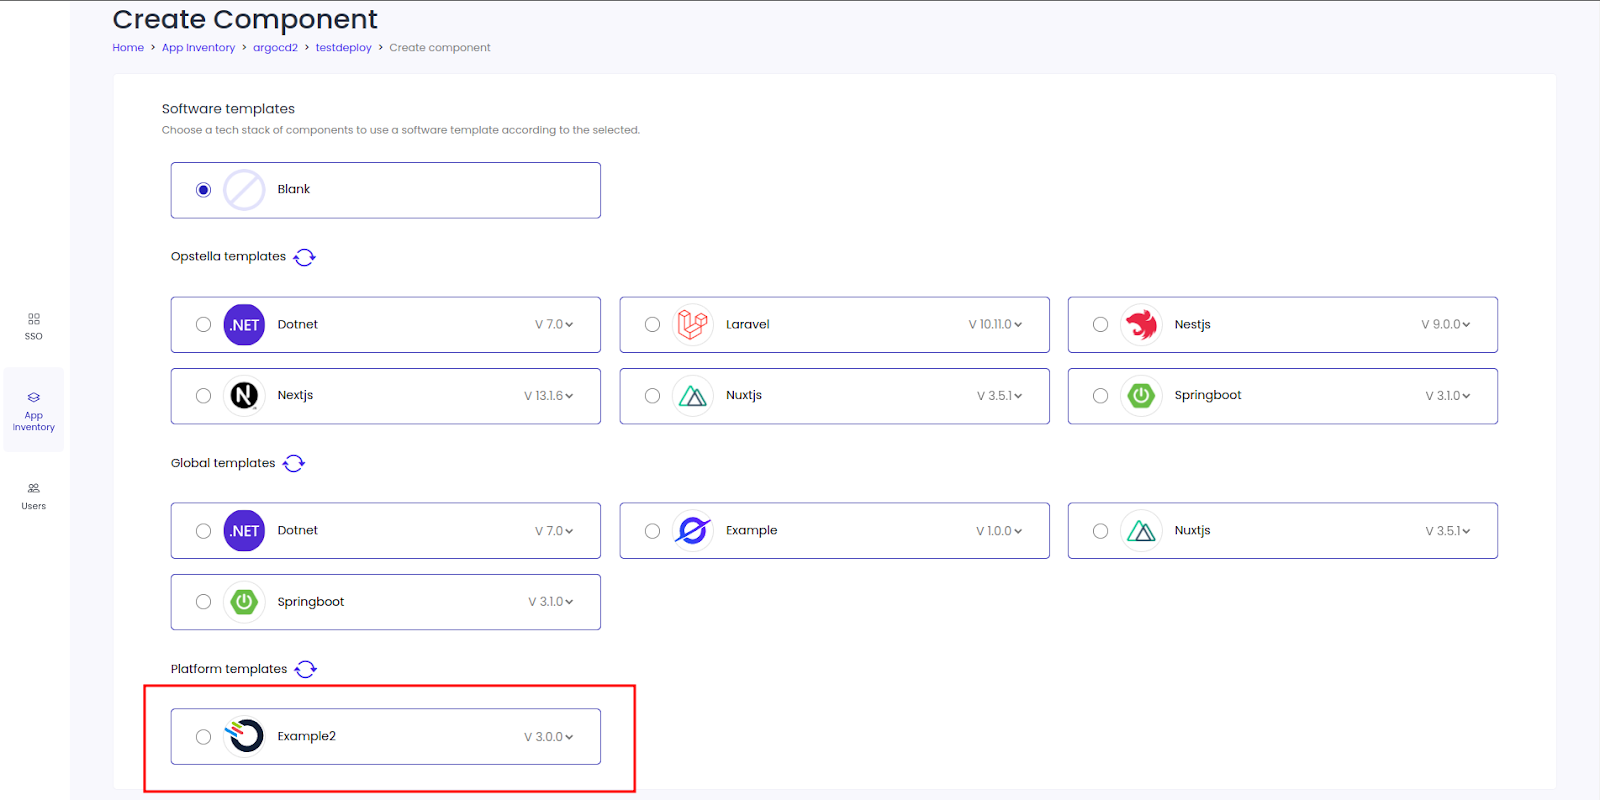 Create Component
Home > App Inventory > argocd2 > testdeploy > Create component
Software templates
Choose a tech stack of components to use a software template according to the selected.
Blank
Opstella templates
.NET Dotnet V 7.0
Laravel V 10.11.0
Nestjs V 9.0.0
N Nextjs V 13.1.6
Nuxtjs V 3.5.1
Springboot V 3.1.0
SSO
App
Inventory
Users
Global templates
.NET Dotnet V 7.0
Example V 1.0.0
Nuxtjs V 3.5.1
Springboot V 3.1.0
Platform templates
Example2 V 3.0.0